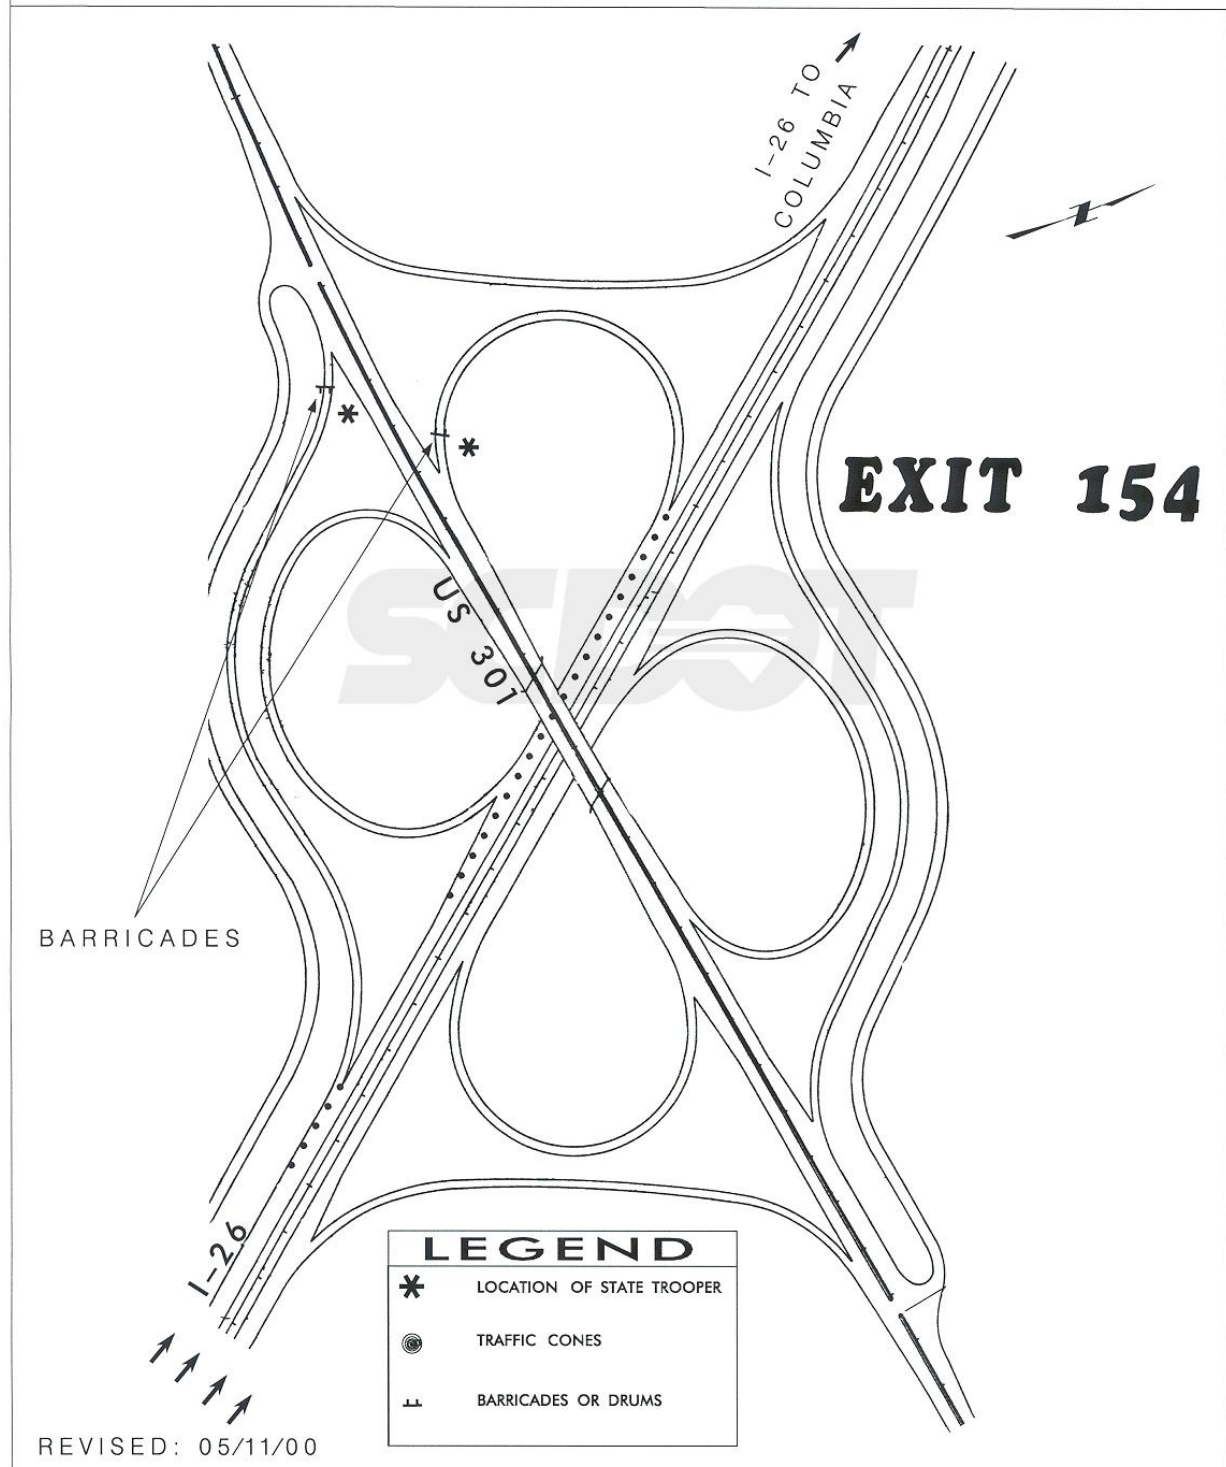 I-26 TO
COLUMBIA
N
EXIT 154
SCDOT
US 301
BARRICADES
I-26
LEGEND
* LOCATION OF STATE TROOPER
TRAFFIC CONES
BARRICADES OR DRUMS
REVISED: 05/11/00